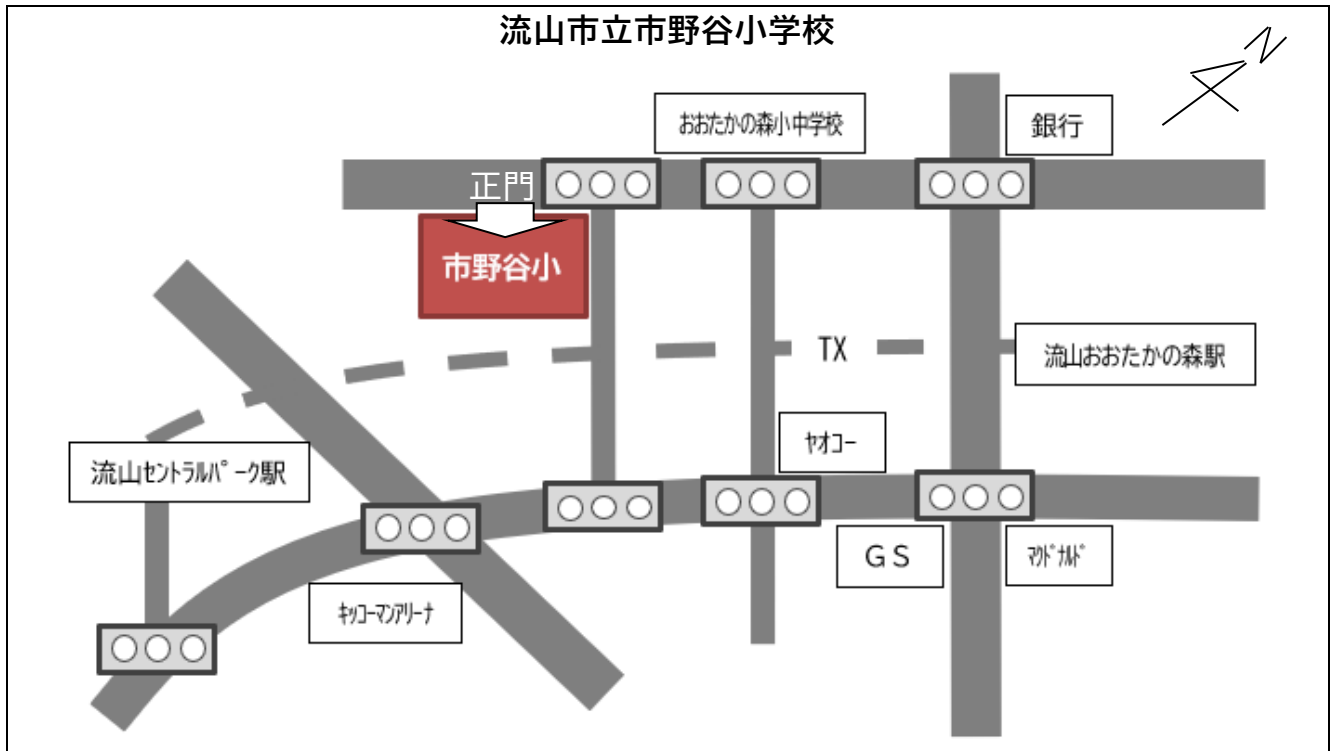 流山市立市野谷小学校
N
おおたかの森小中学校
銀行
正門
市野谷小
TX
流山おおたかの森駅
ヤオコー
流山ｾﾝﾄﾗﾙﾊﾟｰｸ駅
ＧＳ
ﾏｸﾄﾞﾅﾙﾄﾞ
ｷｯｺｰﾏﾝｱﾘｰﾅ